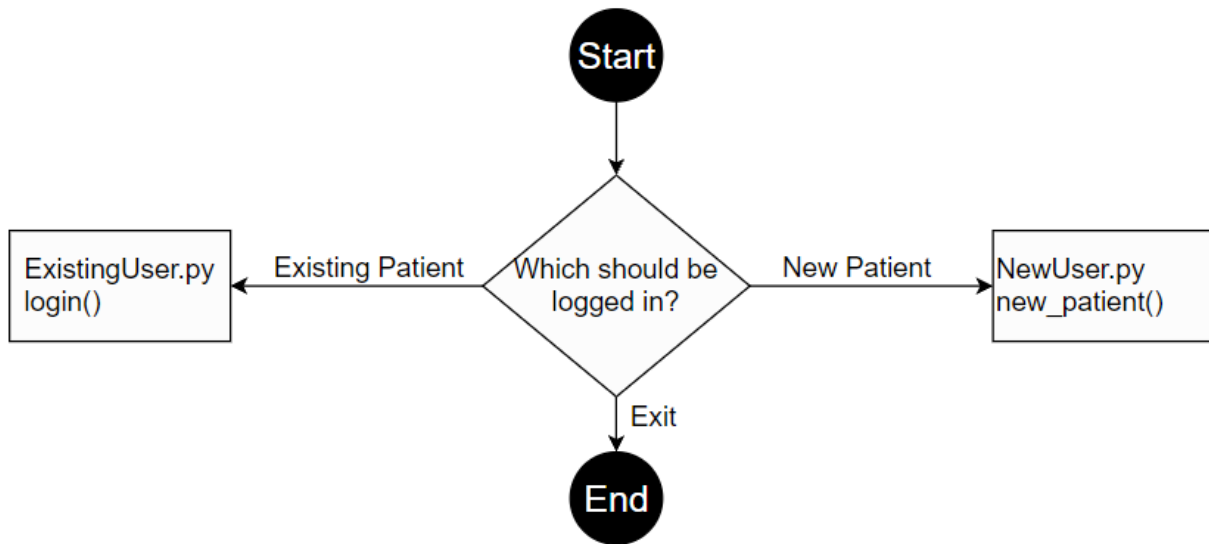 Start
Existing Patient
New Patient
ExistingUser.py
login()
Which should be
logged in?
NewUser.py
new_patient()
Exit
End